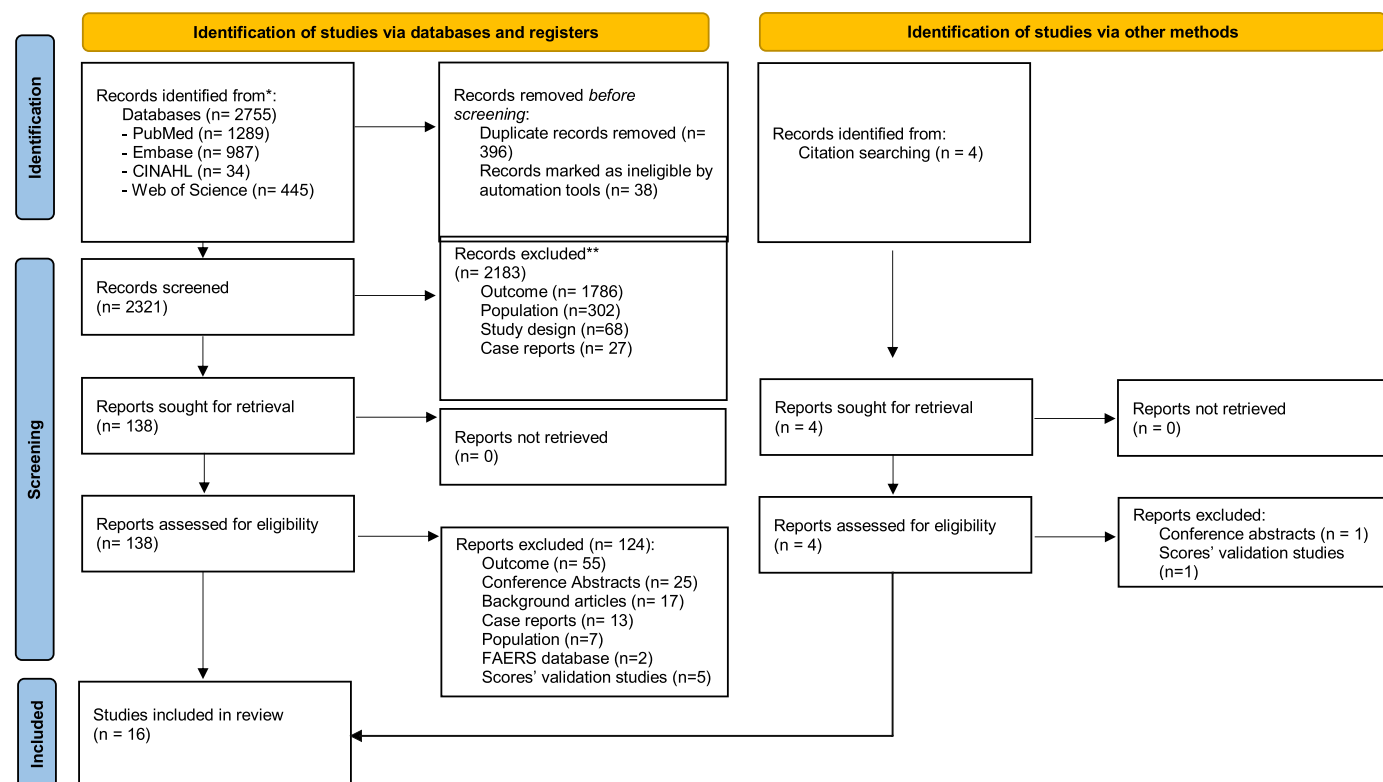 Identification of studies via databases and registers
Identification of studies via other methods
Identification
Records identified from*:
Databases (n= 2755)
- PubMed (n= 1289)
- Embase (n= 987)
- CINAHL (n= 34)
- Web of Science (n= 445)
Records removed before
screening:
Duplicate records removed (n=
396)
Records marked as ineligible by
automation tools (n= 38)
Records identified from:
Citation searching (n = 4)
Screening
Records screened
(n= 2321)
Records excluded**
(n= 2183)
Outcome (n= 1786)
Population (n=302)
Study design (n=68)
Case reports (n= 27)
Reports sought for retrieval
(n= 138)
Reports not retrieved
(n= 0)
Reports sought for retrieval
(n = 4)
Reports not retrieved
(n = 0)
Reports assessed for eligibility
(n= 138)
Reports excluded (n= 124):
Outcome (n= 55)
Conference Abstracts (n= 25)
Background articles (n= 17)
Case reports (n= 13)
Population (n=7)
FAERS database (n=2)
Scores’ validation studies (n=5)
Reports assessed for eligibility
(n = 4)
Reports excluded:
Conference abstracts (n = 1)
Scores’ validation studies
(n=1)
Included
Studies included in review
(n = 16)